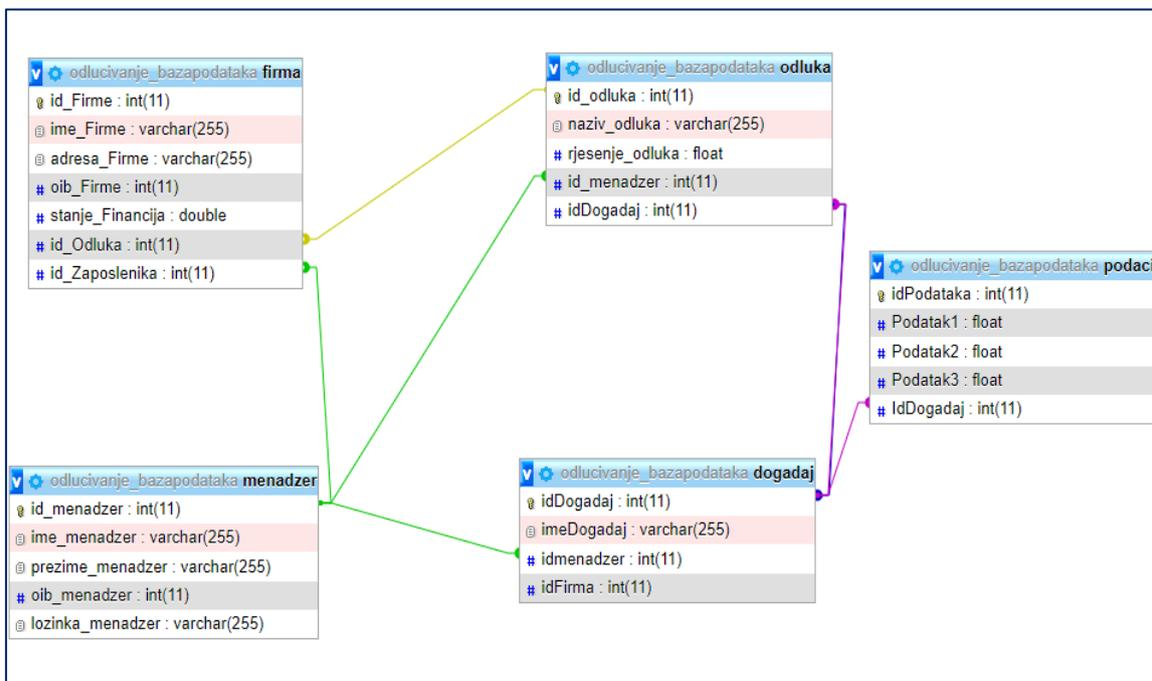 odlucivanje_bazapodataka firma
id_Firme : int(11)
ime_Firme : varchar(255)
adresa_Firme : varchar(255)
oib_Firme : int(11)
stanje_Financija : double
id_Odluka : int(11)
id_Zaposlenika : int(11)
odlucivanje_bazapodataka odluka
id_odluka : int(11)
naziv_odluka : varchar(255)
rjesenje_odluka : float
id_menadzer : int(11)
idDogadaj : int(11)
odlucivanje_bazapodataka podaci
idPodataka : int(11)
Podatak1 : float
Podatak2 : float
Podatak3 : float
IdDogadaj : int(11)
odlucivanje_bazapodataka menadzer
id_menadzer : int(11)
ime_menadzer : varchar(255)
prezime_menadzer : varchar(255)
oib_menadzer : int(11)
lozinka_menadzer : varchar(255)
odlucivanje_bazapodataka dogadaj
idDogadaj : int(11)
imeDogadaj : varchar(255)
idmenadzer : int(11)
idFirma : int(11)